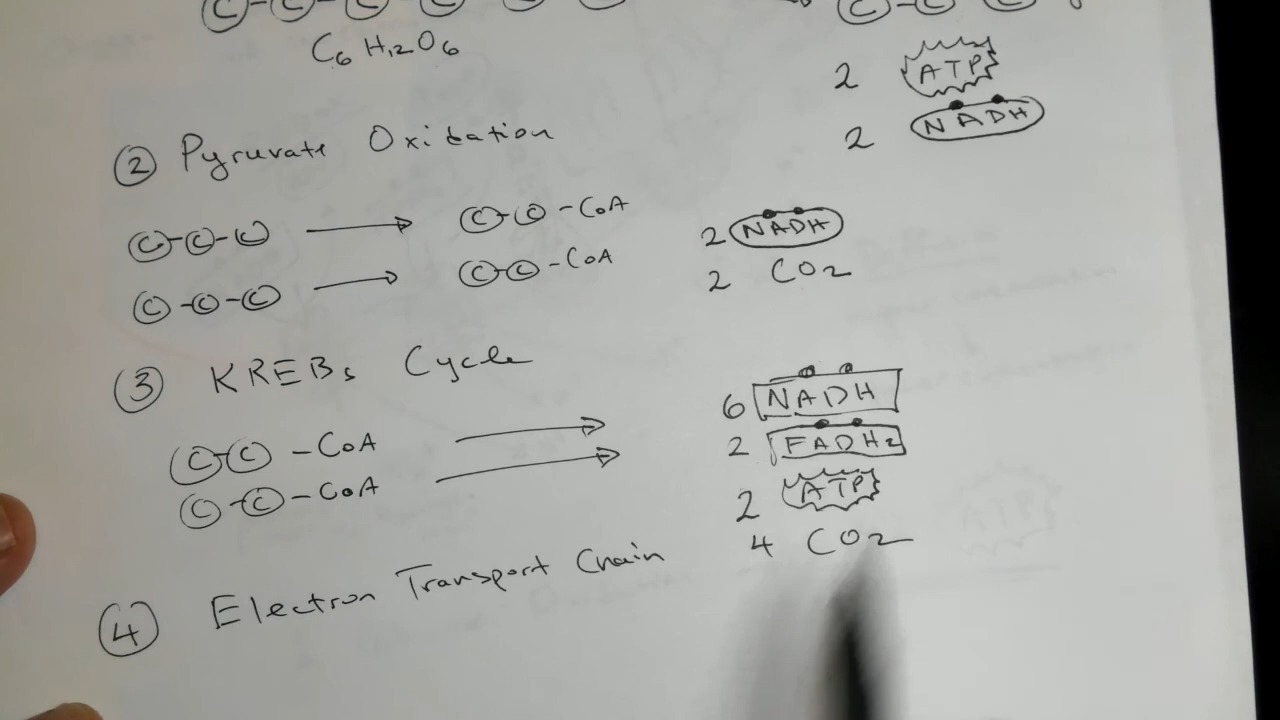 C-C-C-C-C-C C-C-C
C6H12O6
2 ATP
2 NADH
② Pyruvate Oxidation
C-C-C → C-C-CoA 2 NADH
C-C-C → C-C-CoA 2 CO2
③ KREBs Cycle
6 NADH
C-C-CoA → 2 FADH2
C-C-CoA → 2 ATP
4 CO2
④ Electron Transport Chain